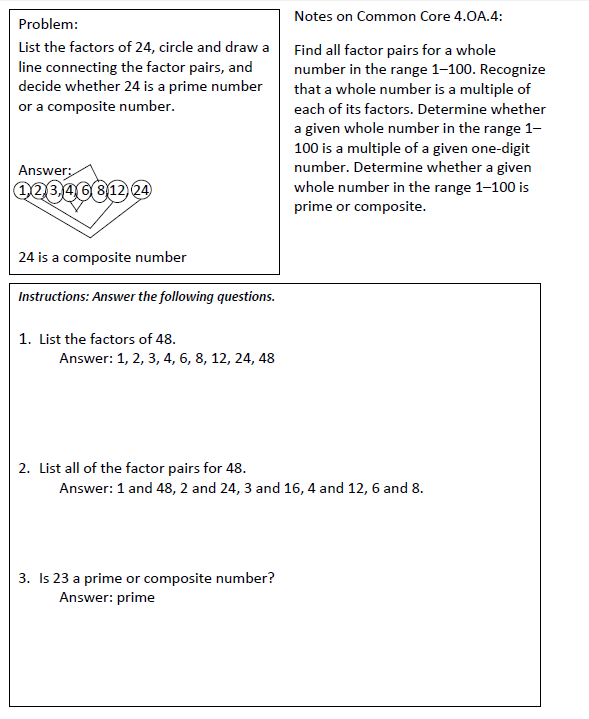 Problem:
List the factors of 24, circle and draw a
line connecting the factor pairs, and
decide whether 24 is a prime number
or a composite number.
Answer:
1,2,3,4,6,8,12,24
24 is a composite number
Notes on Common Core 4.OA.4:
Find all factor pairs for a whole
number in the range 1–100. Recognize
that a whole number is a multiple of
each of its factors. Determine whether
a given whole number in the range 1–
100 is a multiple of a given one-digit
number. Determine whether a given
whole number in the range 1–100 is
prime or composite.
Instructions: Answer the following questions.
1. List the factors of 48.
Answer: 1, 2, 3, 4, 6, 8, 12, 24, 48
2. List all of the factor pairs for 48.
Answer: 1 and 48, 2 and 24, 3 and 16, 4 and 12, 6 and 8.
3. Is 23 a prime or composite number?
Answer: prime